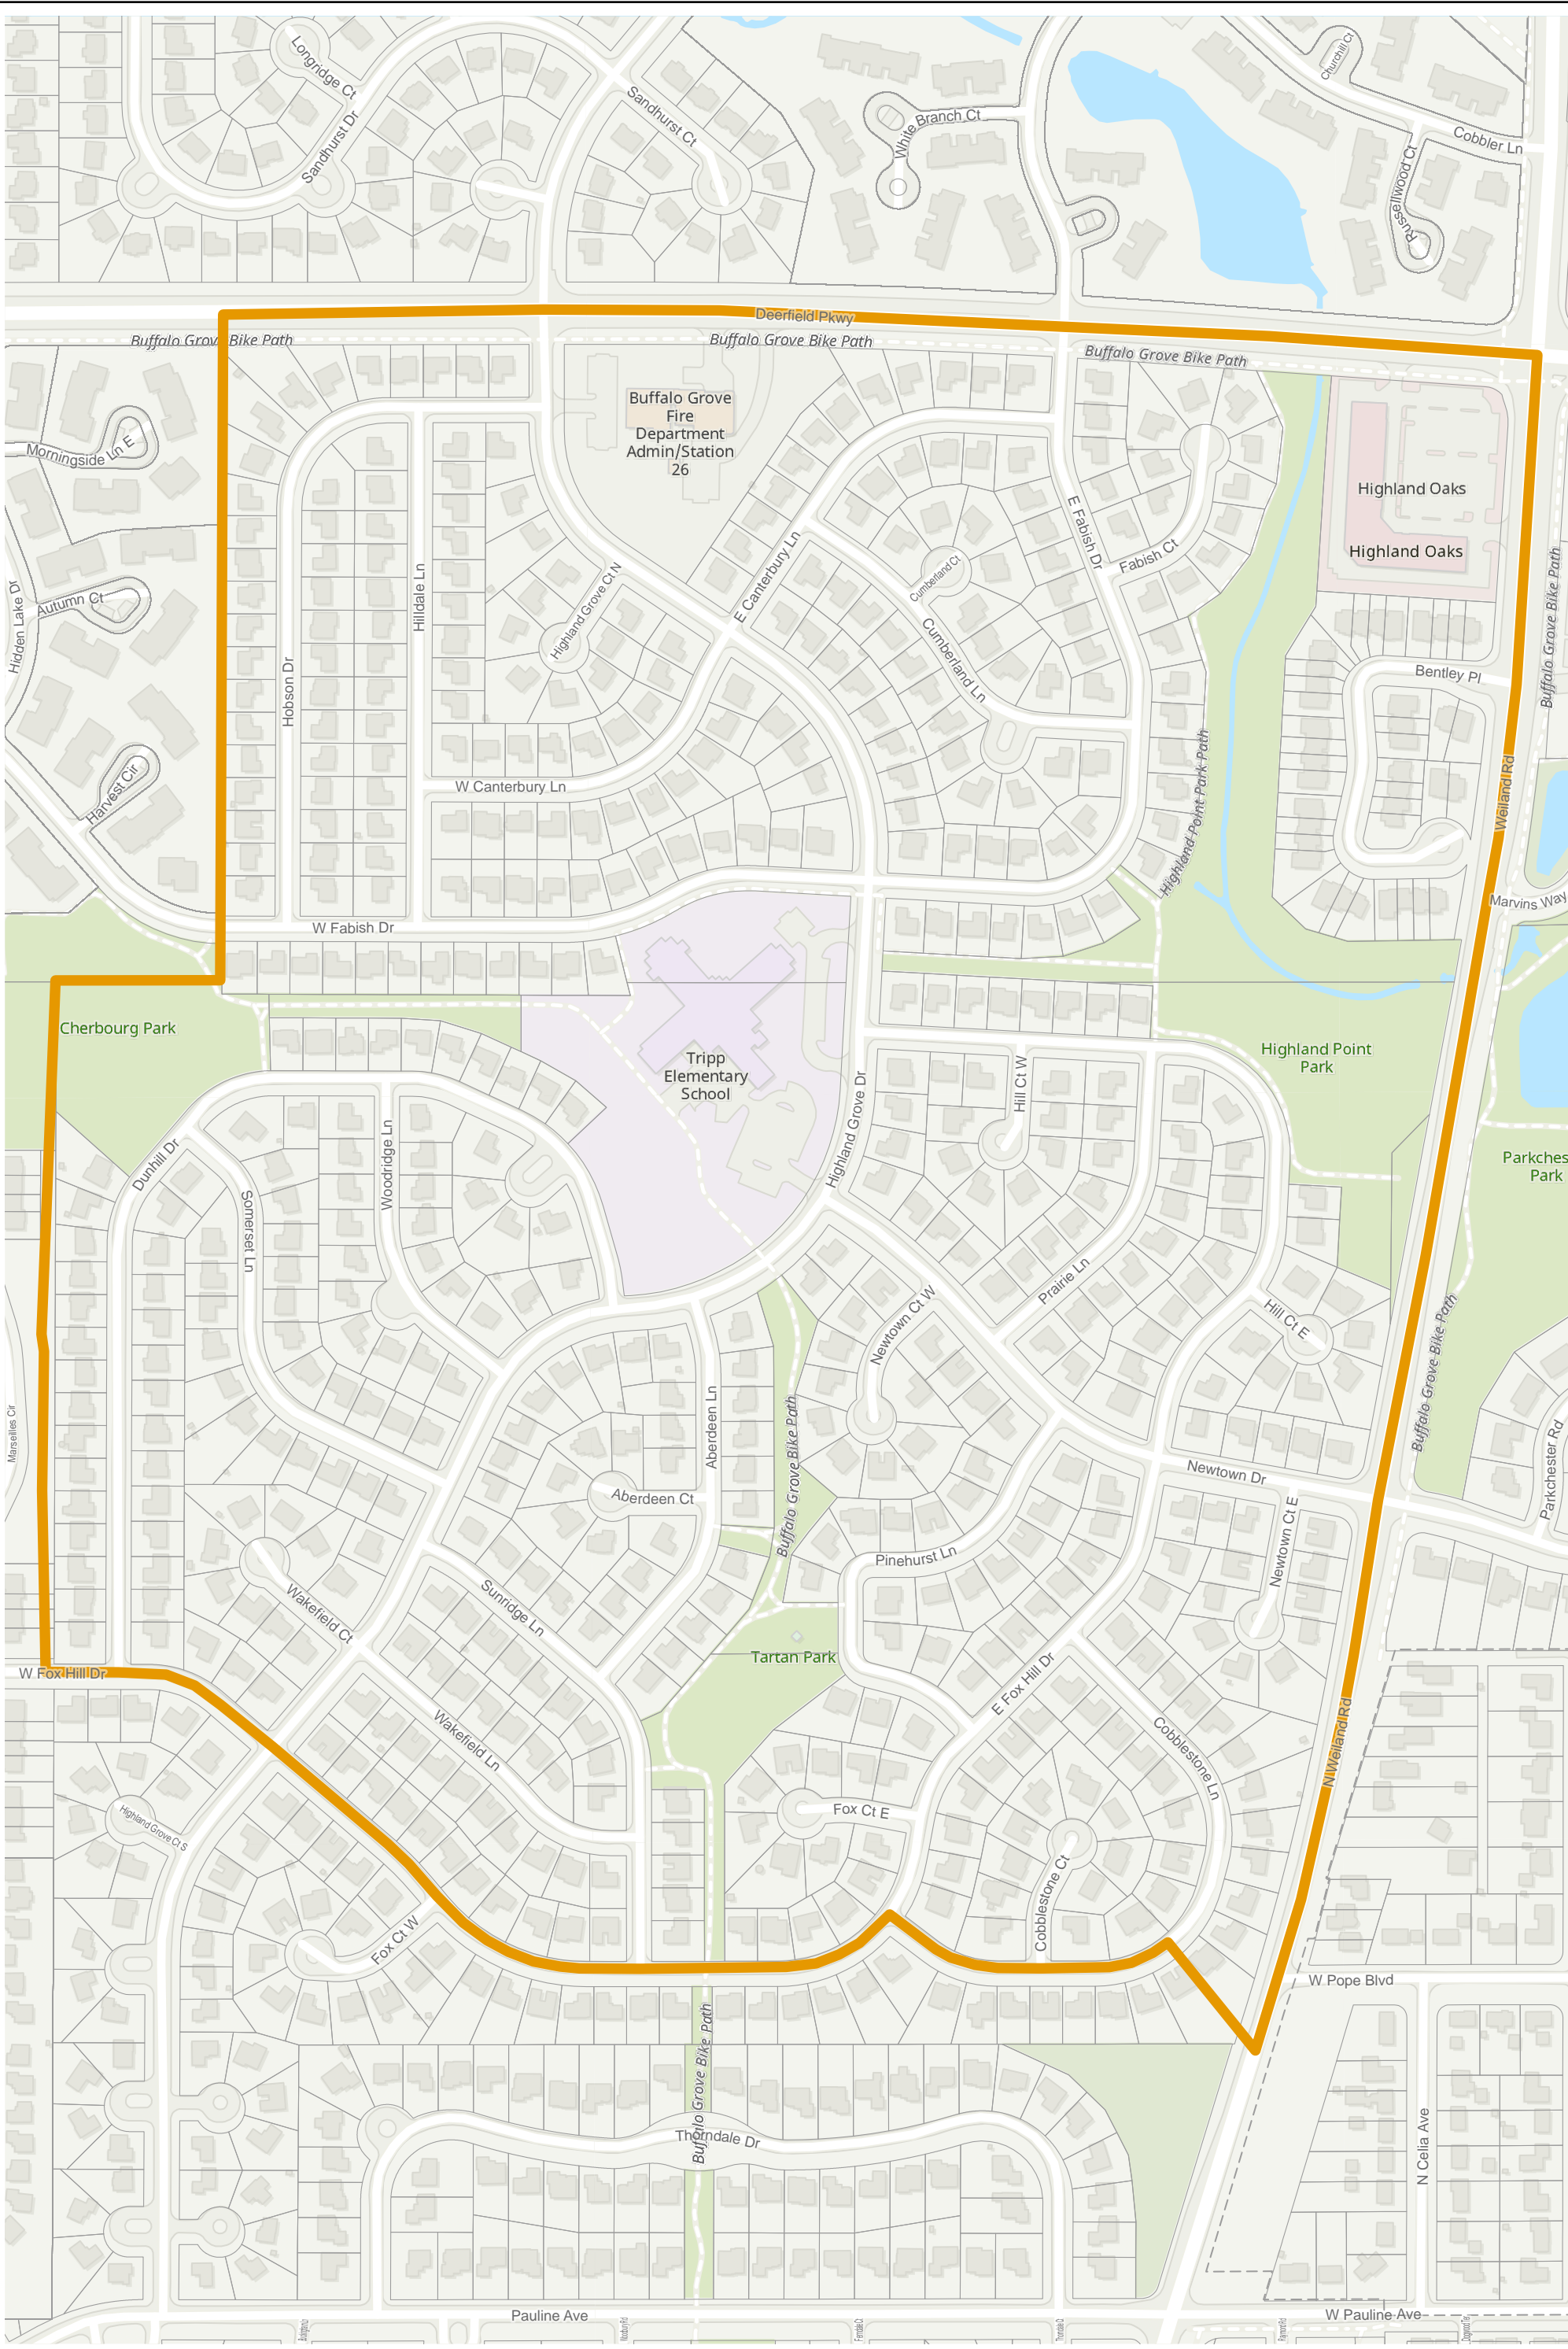 Longridge Ct
Sandhurst Dr
Sandhurst Ct
White Branch Ct
Churchill Ct
Cobbler Ln
Russellwood Ct
Deerfield Pkwy
Buffalo Grove Bike Path
Buffalo Grove Bike Path
Buffalo Grove Bike Path
Buffalo Grove
Fire
Department
Admin/Station
26
Morningside Ln E
Highland Oaks
Highland Oaks
E Fabish Dr
Fabish Ct
Hidden Lake Dr
Autumn Ct
Hilldale Ln
Highland Grove Ct N
E Canterbury Ln
Cumberland Ct
Cumberland Ln
Buffalo Grove Bike Path
Bentley Pl
Hobson Dr
Harvest Cir
W Canterbury Ln
Highland Point Park Path
Weiland Rd
Marvins Way
W Fabish Dr
Cherbourg Park
Tripp
Elementary
School
Highland Point
Park
Hill Ct W
Highland Grove Dr
Dunhill Dr
Woodridge Ln
Somerset Ln
Parkches
Park
Prairie Ln
Newtown Ct W
Hill Ct E
Buffalo Grove Bike Path
Marseilles Cir
Aberdeen Ln
Buffalo Grove Bike Path
Newtown Dr
Parkchester Rd
Aberdeen Ct
Newtown Ct E
Pinehurst Ln
Sunridge Ln
Wakefield Ct
Tartan Park
W Fox Hill Dr
E Fox Hill Dr
Wakefield Ln
Cobblestone Ln
N Weiland Rd
Highland Grove Ct S
Fox Ct E
Cobblestone Ct
Fox Ct W
W Pope Blvd
Buffalo Grove Bike Path
Thorndale Dr
N Celia Ave
Pauline Ave
W Pauline Ave